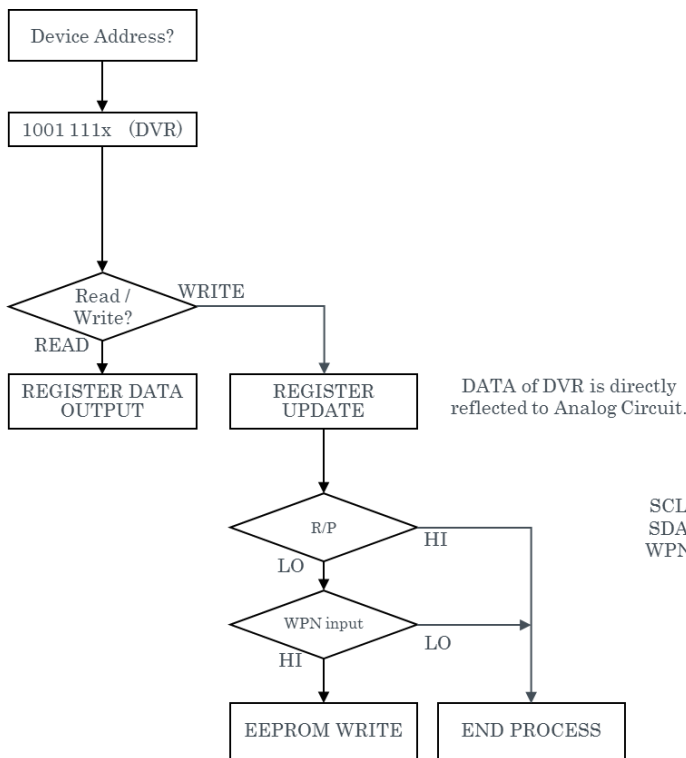 Device Address?
1001 111x (DVR)
Read /
Write?
WRITE
READ
REGISTER DATA
OUTPUT
REGISTER
UPDATE
DATA of DVR is directly
reflected to Analog Circuit.
SCL
SDA
WPN
R/P
HI
LO
WPN input
LO
HI
EEPROM WRITE
END PROCESS